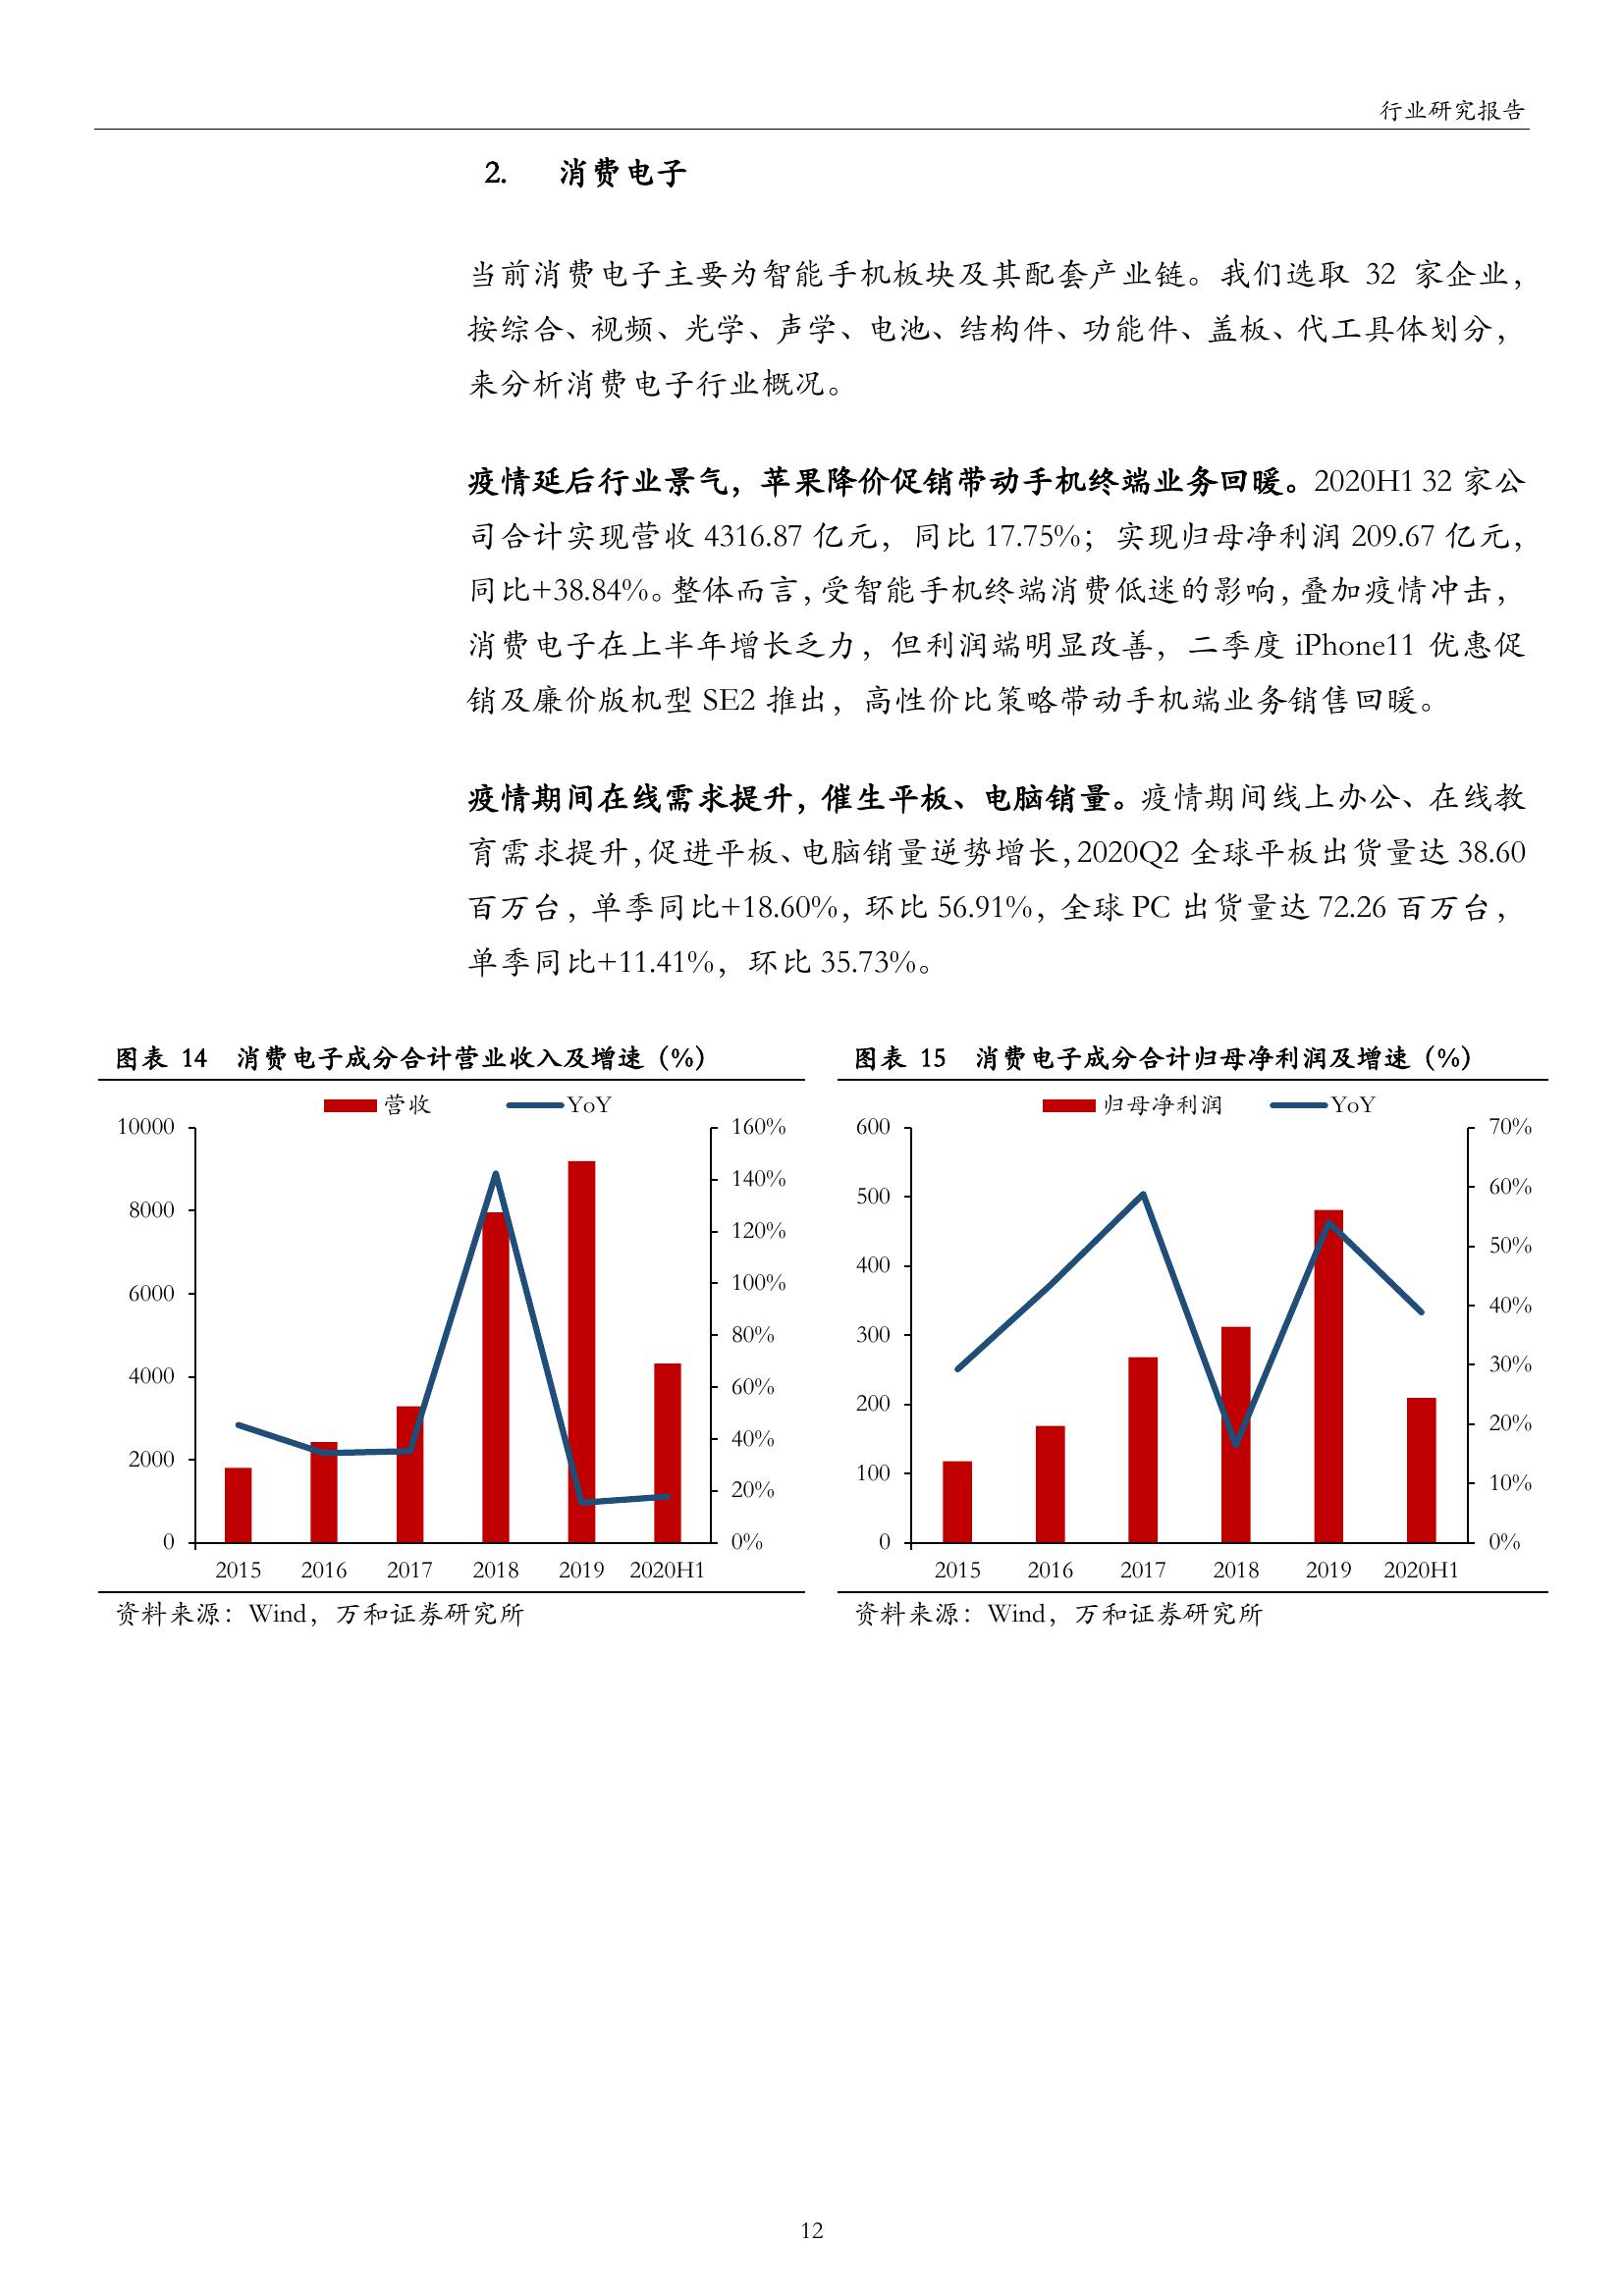 行业研究报告
2. 消费电子
当前消费电子主要为智能手机板块及其配套产业链。我们选取 32 家企业，
按综合、视频、光学、声学、电池、结构件、功能件、盖板、代工具体划分，
来分析消费电子行业概况。
疫情延后行业景气，苹果降价促销带动手机终端业务回暖。2020H1 32 家公
司合计实现营收 4316.87 亿元，同比 17.75%；实现归母净利润 209.67 亿元，
同比+38.84%。整体而言，受智能手机终端消费低迷的影响，叠加疫情冲击，
消费电子在上半年增长乏力，但利润端明显改善，二季度 iPhone11 优惠促
销及廉价版机型 SE2 推出，高性价比策略带动手机端业务销售回暖。
疫情期间在线需求提升，催生平板、电脑销量。疫情期间线上办公、在线教
育需求提升，促进平板、电脑销量逆势增长，2020Q2 全球平板出货量达 38.60
百万台，单季同比+18.60%，环比 56.91%，全球 PC 出货量达 72.26 百万台，
单季同比+11.41%，环比 35.73%。
图表 14 消费电子成分合计营业收入及增速（%）
营收 YoY
10000
8000
6000
4000
2000
0
160%
140%
120%
100%
80%
60%
40%
20%
0%
2015 2016 2017 2018 2019 2020H1
资料来源：Wind，万和证券研究所
图表 15 消费电子成分合计归母净利润及增速（%）
归母净利润 YoY
600
500
400
300
200
100
0
70%
60%
50%
40%
30%
20%
10%
0%
2015 2016 2017 2018 2019 2020H1
资料来源：Wind，万和证券研究所
12